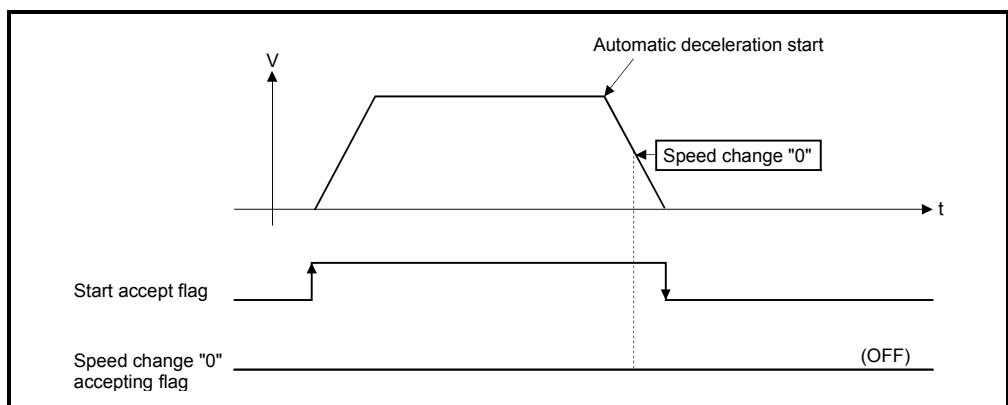 Automatic deceleration start
V
Speed change "0"
t
Start accept flag
Speed change "0"
accepting flag
(OFF)